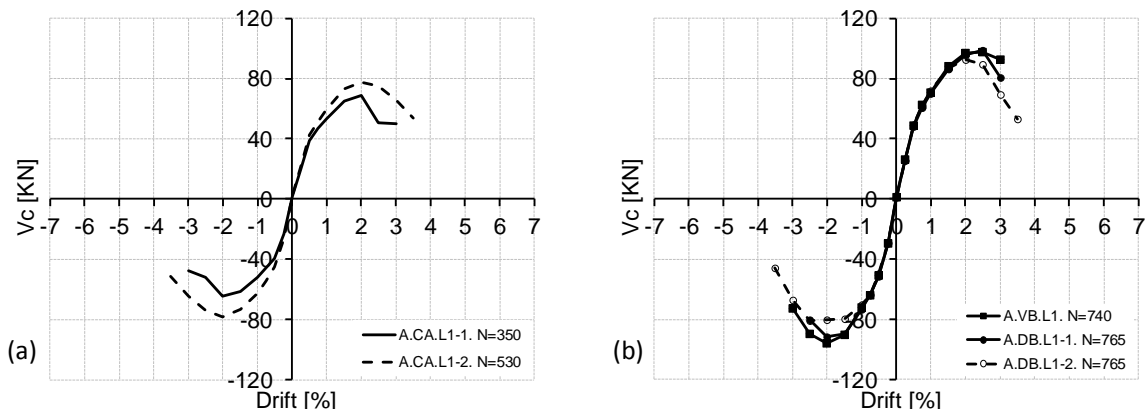 120
80
40
0
-40
-80
-120
-7 -6 -5 -4 -3 -2 -1 0 1 2 3 4 5 6 7
Vc [KN]
Drift [%]
A.CA.L1-1. N=350
A.CA.L1-2. N=530
(a)
120
80
40
0
-40
-80
-120
-7 -6 -5 -4 -3 -2 -1 0 1 2 3 4 5 6 7
Vc [KN]
Drift [%]
A.VB.L1. N=740
A.DB.L1-1. N=765
A.DB.L1-2. N=765
(b)